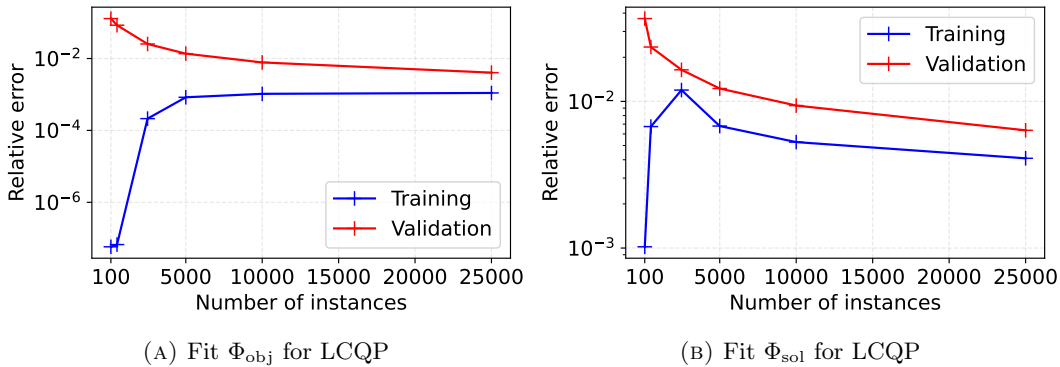 Relative error
10⁻²
10⁻⁴
10⁻⁶
Training
Validation
100 5000 10000 15000 20000 25000
Number of instances
(A) Fit Φ_obj for LCQP
Relative error
10⁻²
10⁻³
Training
Validation
100 5000 10000 15000 20000 25000
Number of instances
(B) Fit Φ_sol for LCQP